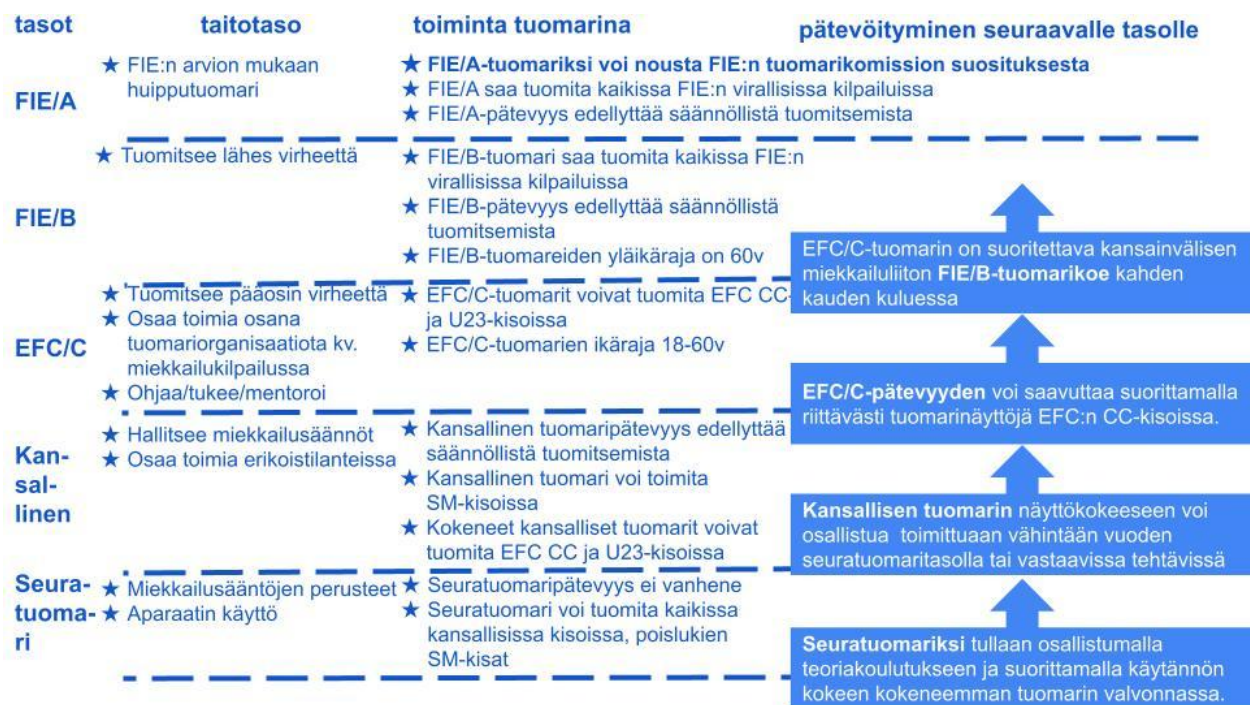 tasot
taitotaso
toiminta tuomarina
pätevöityminen seuraavalle tasolle
FIE/A
★ FIE:n arvion mukaan
huipputuomari
★ FIE/A-tuomariksi voi nousta FIE:n tuomarikomission suosituksesta
★ FIE/A saa tuomita kaikissa FIE:n virallisissa kilpailuissa
★ FIE/A-pätevyys edellyttää säännöllistä tuomitsemista
FIE/B
★ Tuomitsee lähes virheettä
★ FIE/B-tuomari saa tuomita kaikissa FIE:n
virallisissa kilpailuissa
★ FIE/B-pätevyys edellyttää säännöllistä
tuomitsemista
★ FIE/B-tuomareiden yläikäraja on 60v
EFC/C-tuomarin on suoritettava kansainvälisen
miekkailuliiton FIE/B-tuomarikoe kahden
kauden kuluessa
EFC/C
★ Tuomitsee pääosin virheettä
★ Osaa toimia osana
tuomariorganisaatiota kv.
miekkailukilpailussa
★ Ohjaa/tukee/mentoroi
★ EFC/C-tuomarit voivat tuomita EFC CC-
ja U23-kisoissa
★ EFC/C-tuomarien ikäraja 18-60v
EFC/C-pätevyyden voi saavuttaa suorittamalla
riittävästi tuomarinäyttöjä EFC:n CC-kisoissa.
Kan-
sal-
linen
★ Hallitsee miekkailusäännöt
★ Osaa toimia erikoistilanteissa
★ Kansallinen tuomaripätevyys edellyttää
säännöllistä tuomitsemista
★ Kansallinen tuomari voi toimita
SM-kisoissa
★ Kokeneet kansalliset tuomarit voivat
tuomita EFC CC ja U23-kisoissa
Kansallisen tuomarin näyttökokeeseen voi
osallistua toimittuaan vähintään vuoden
seuratuomaritasolla tai vastaavissa tehtävissä
Seura-
tuoma-
ri
★ Miekkailusääntöjen perusteet
★ Aparaatin käyttö
★ Seuratuomaripätevyys ei vanhene
★ Seuratuomari voi tuomita kaikissa
kansallisissa kisoissa, poislukien
SM-kisat
Seuratuomariksi tullaan osallistumalla
teoriakoulutukseen ja suorittamalla käytännön
kokeen kokeneemman tuomarin valvonnassa.